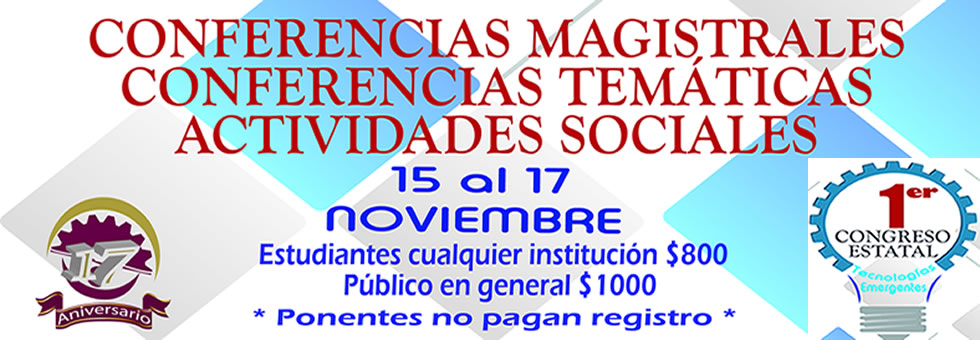 CONFERENCIAS MAGISTRALES
CONFERENCIAS TEMÁTICAS
ACTIVIDADES SOCIALES
15 al 17
NOVIEMBRE
Estudiantes cualquier institución $800
Público en general $1000
* Ponentes no pagan registro *
17
Aniversario
1er
CONGRESO
ESTATAL
Tecnologías
Emergentes